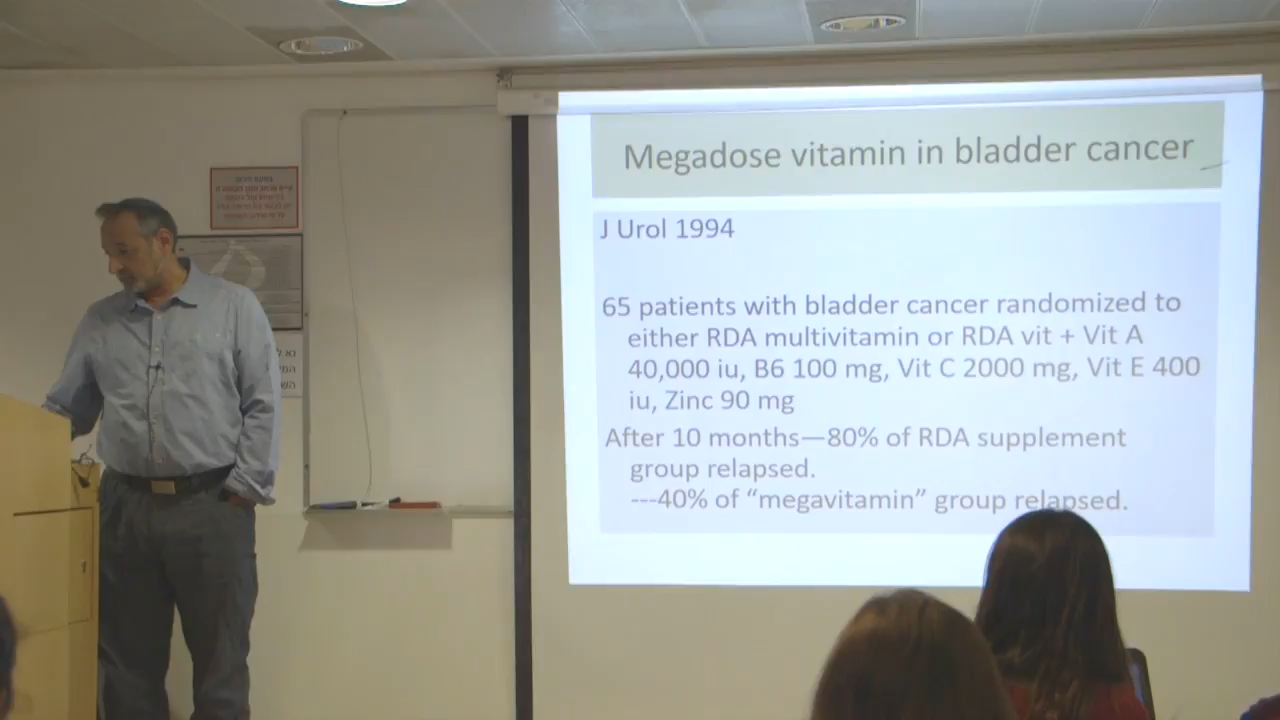 Megadose vitamin in bladder cancer
J Urol 1994
65 patients with bladder cancer randomized to
either RDA multivitamin or RDA vit + Vit A
40,000 iu, B6 100 mg, Vit C 2000 mg, Vit E 400
iu, Zinc 90 mg
After 10 months—80% of RDA supplement
group relapsed.
---40% of “megavitamin” group relapsed.
נא ל